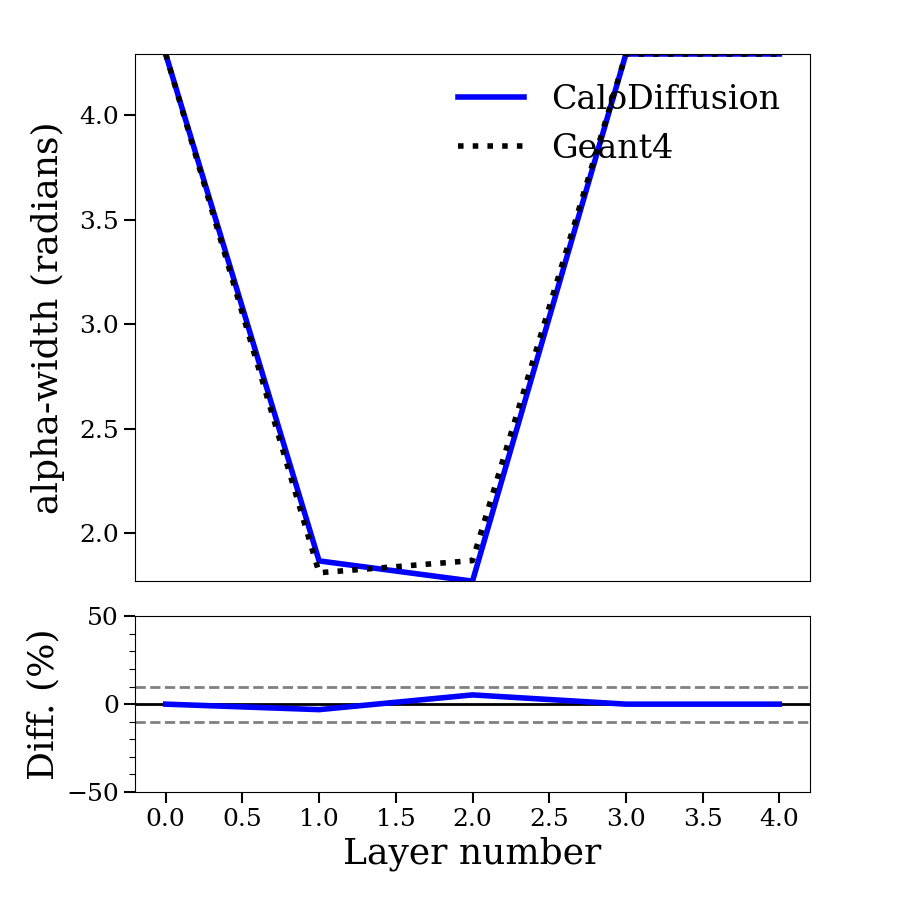 alpha-width (radians)
4.0
3.5
3.0
2.5
2.0
CaloDiffusion
Geant4
Diff. (%)
50
0
−50
0.0 0.5 1.0 1.5 2.0 2.5 3.0 3.5 4.0
Layer number